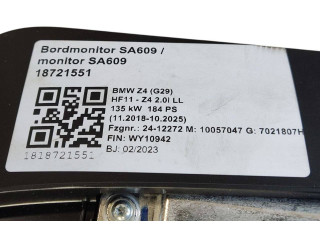 Bordmonitor SA609 /
monitor SA609
18721551
BMW Z4 (G29)
HF11 - Z4 2.0i LL
135 kW 184 PS
(11.2018-10.2025)
Fzgnr.: 24-12272 M: 10057047 G: 7021807H
FIN: WY10942
BJ: 02/2023
1818721551